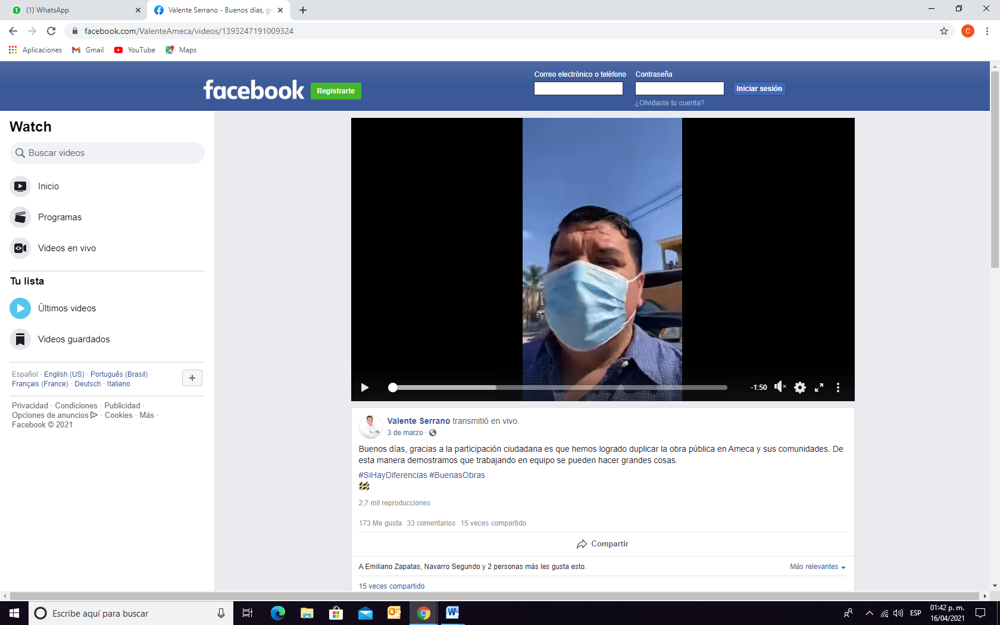 (1) WhatsApp
Valente Serrano - Buenos días, gr
facebook.com/ValenteAmeca/videos/1393247191009324
C
Aplicaciones
Gmail
YouTube
Maps
facebook
Registrarte
Correo electrónico o teléfono
Contraseña
Iniciar sesión
¿Olvidaste tu cuenta?
Watch
Buscar videos
Inicio
Programas
Videos en vivo
Tu lista
Últimos videos
Videos guardados
Español · English (US) · Português (Brasil) ·
Français (France) · Deutsch · Italiano
Privacidad · Condiciones · Publicidad ·
Opciones de anuncios · Cookies · Más ·
Facebook © 2021
-1:50
Valente Serrano transmitió en vivo.
3 de marzo ·
Buenos días, gracias a la participación ciudadana es que hemos logrado duplicar la obra pública en Ameca y sus comunidades. De
esta manera demostramos que trabajando en equipo se pueden hacer grandes cosas.
#SiHayDiferencias #BuenasObras
2,7 mil reproducciones
173 Me gusta 33 comentarios 15 veces compartido
Compartir
A Emiliano Zapatas, Navarro Segundo y 2 personas más les gusta esto.
Más relevantes
15 veces compartido
Escribe aquí para buscar
ESP
01:42 p. m.
16/04/2021